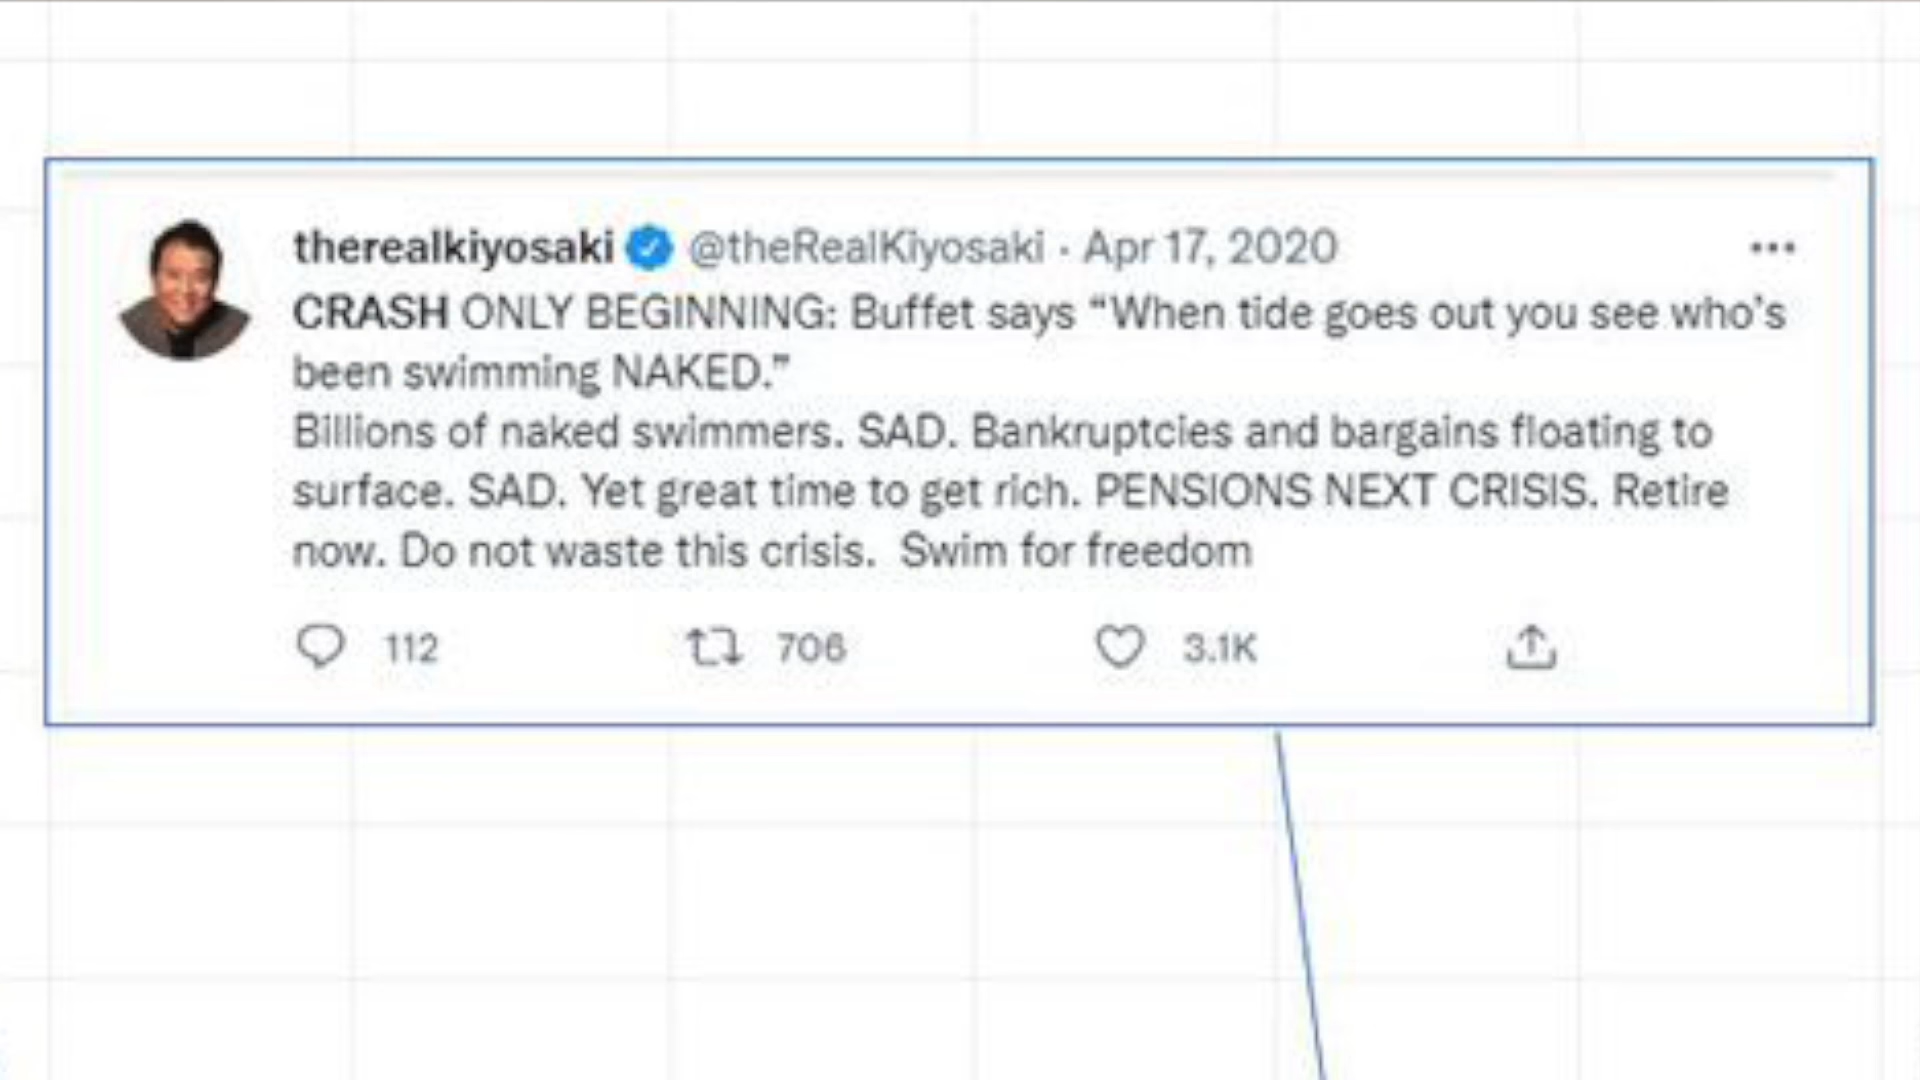 therealkiyosaki @theRealKiyosaki · Apr 17, 2020
CRASH ONLY BEGINNING: Buffet says “When tide goes out you see who’s
been swimming NAKED.”
Billions of naked swimmers. SAD. Bankruptcies and bargains floating to
surface. SAD. Yet great time to get rich. PENSIONS NEXT CRISIS. Retire
now. Do not waste this crisis.  Swim for freedom
112 706 3.1K